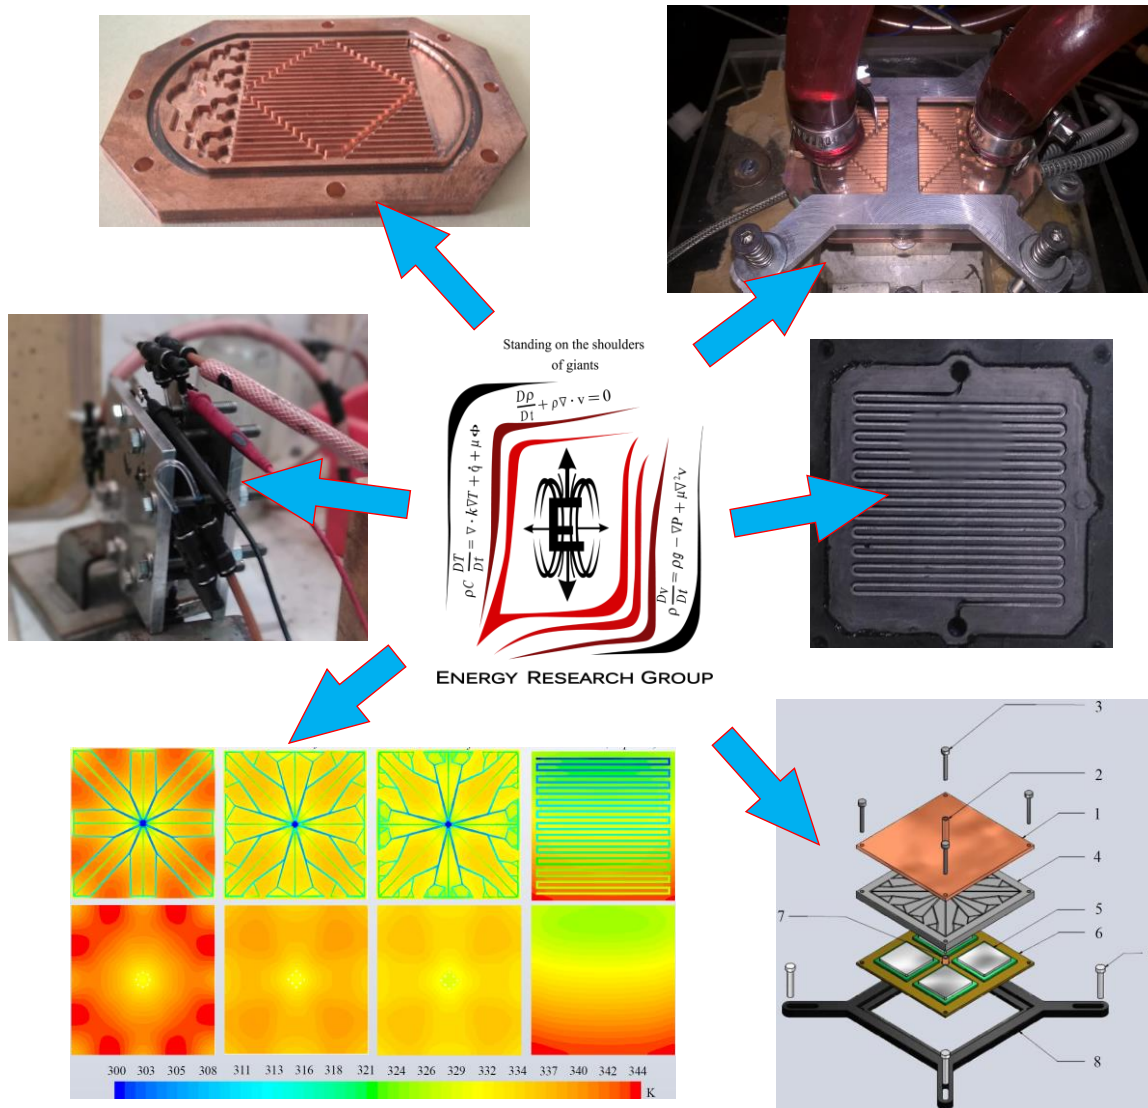 Standing on the shoulders
of giants
Dρ/Dt + ρ∇ · v = 0
ρC DT/Dt = ∇ · k∇T + q̇ + μΦ
ρ Dv/Dt = ρg − ∇P + μ∇²v
E
ENERGY RESEARCH GROUP
3
2
1
4
7
5
6
8
300 303 305 308 311 313 316 318 321 324 326 329 332 334 337 340 342 344
K